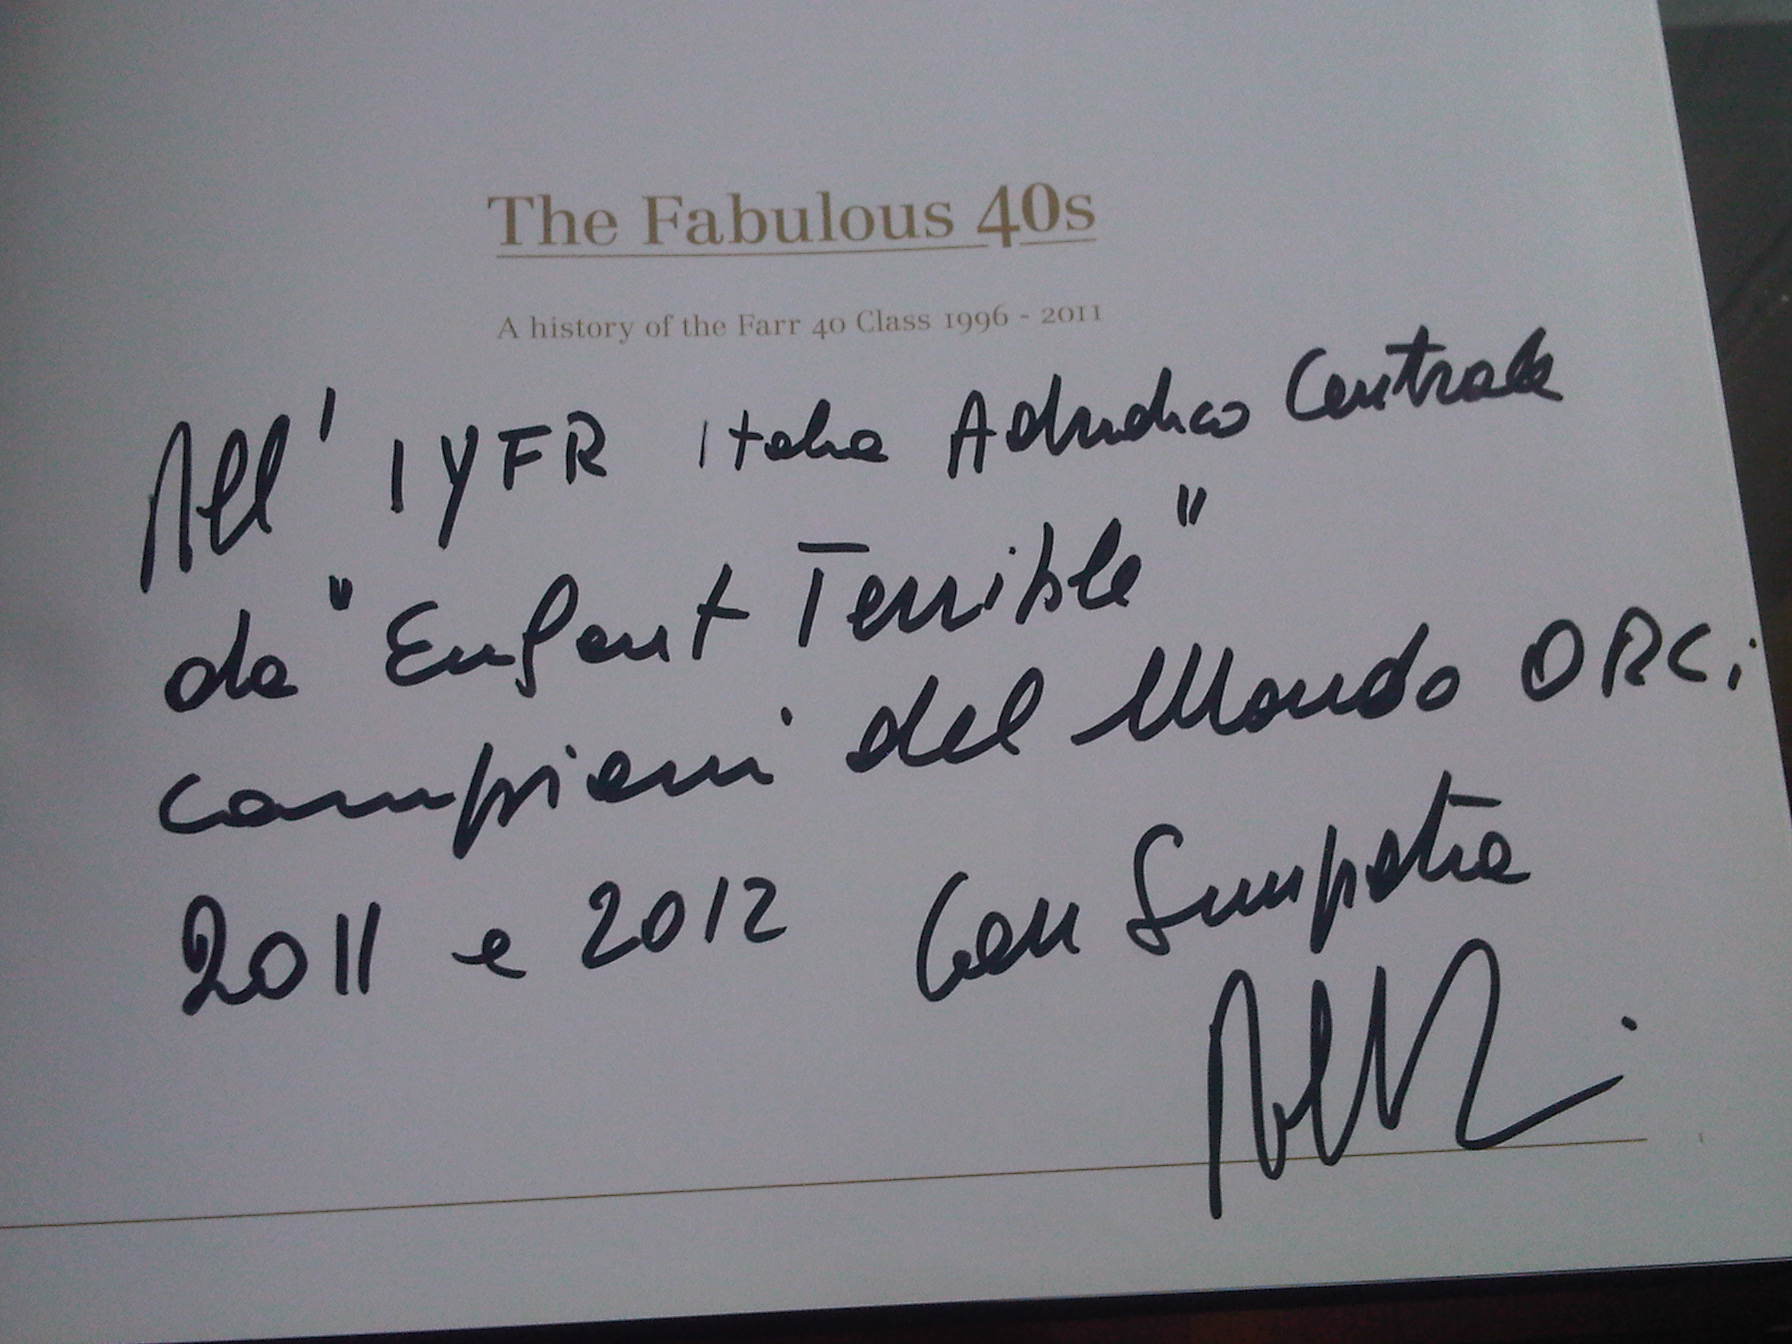 The Fabulous 40s
A history of the Farr 40 Class 1996 - 2011
All' IYFR Italia Adriatico Centrale
da "Enfant Terrible"
campioni del Mondo ORCi
2011 e 2012 Con Simpatia